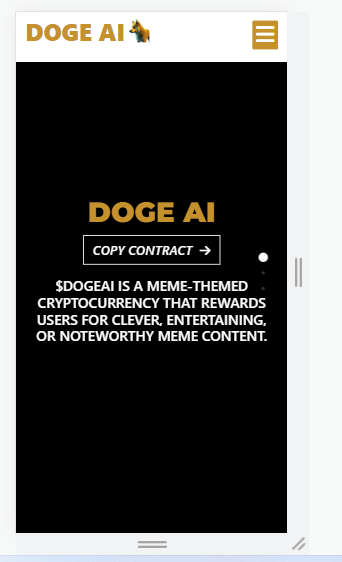 DOGE AI
DOGE AI
COPY CONTRACT →
$DOGEAI IS A MEME-THEMED
CRYPTOCURRENCY THAT REWARDS
USERS FOR CLEVER, ENTERTAINING,
OR NOTEWORTHY MEME CONTENT.